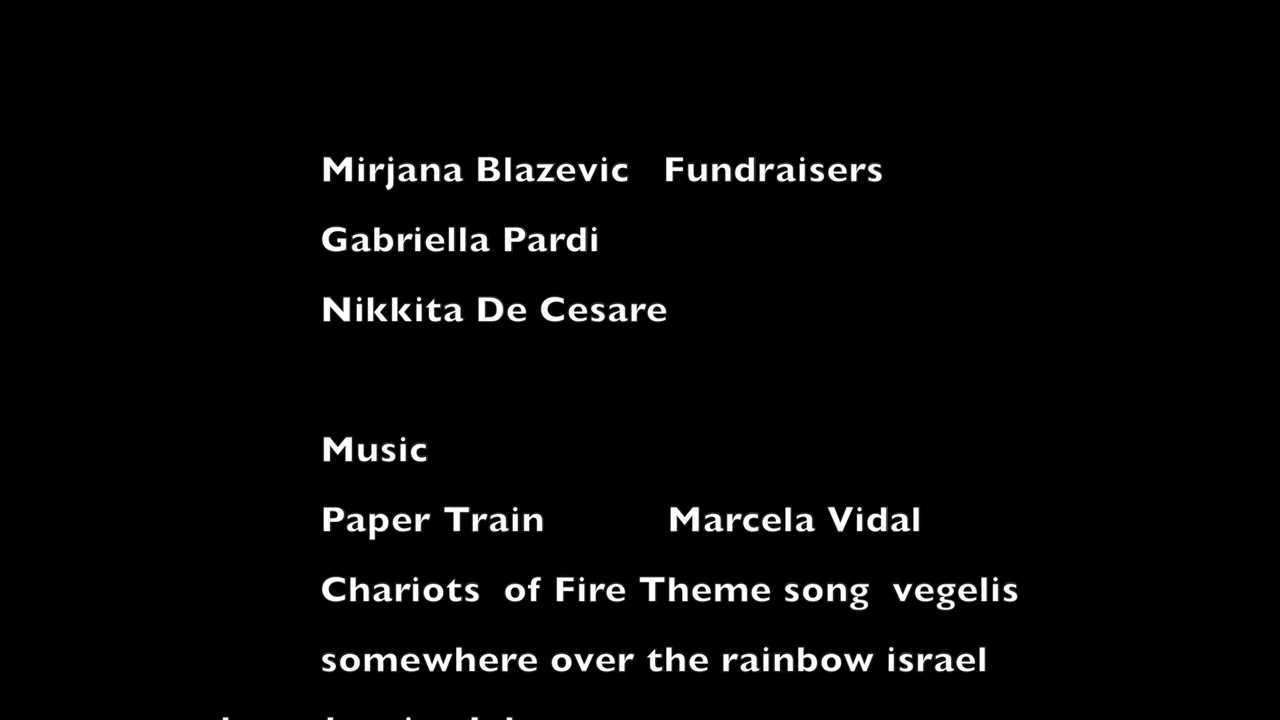 Mirjana Blazevic Fundraisers
Gabriella Pardi
Nikkita De Cesare
Music
Paper Train Marcela Vidal
Chariots of Fire Theme song vegelis
somewhere over the rainbow israel